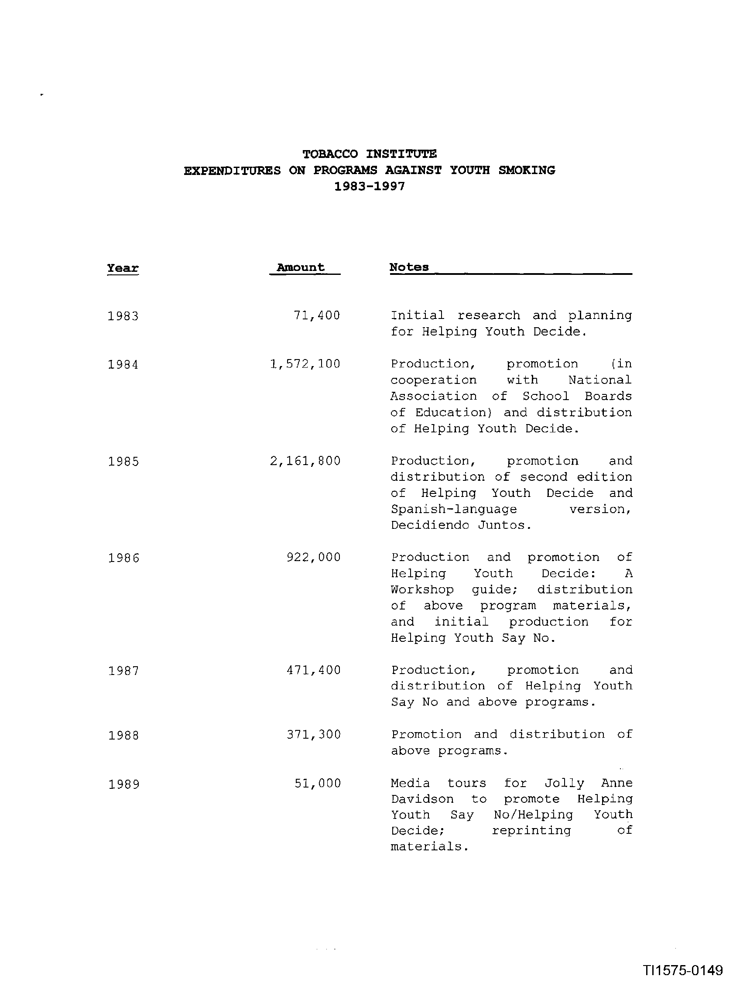 TOBACCO INSTITUTE
EXPENDITURES ON PROGRAMS AGAINST YOUTH SMOKING
1983-1997
Year Amount Notes
1983 71,400 Initial research and planning
for Helping Youth Decide.
1984 1,572,100 Production, promotion (in
cooperation with National
Association of School Boards
of Education) and distribution
of Helping Youth Decide.
1985 2,161,800 Production, promotion and
distribution of second edition
of Helping Youth Decide and
Spanish-language version,
Decidiendo Juntos.
1986 922,000 Production and promotion of
Helping Youth Decide: A
Workshop guide; distribution
of above program materials,
and initial production for
Helping Youth Say No.
1987 471,400 Production, promotion and
distribution of Helping Youth
Say No and above programs.
1988 371,300 Promotion and distribution of
above programs.
1989 51,000 Media tours for Jolly Anne
Davidson to promote Helping
Youth Say No/Helping Youth
Decide; reprinting of
materials.
TI1575-0149